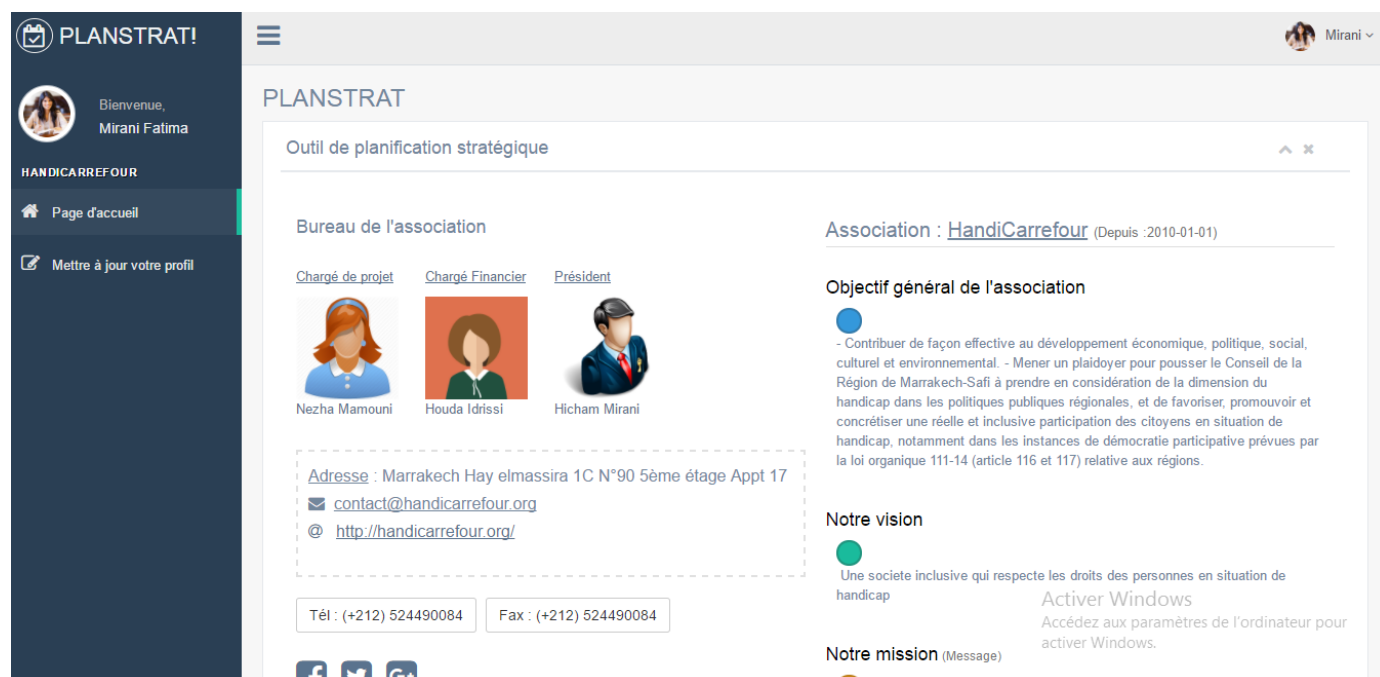 PLANSTRAT!
Mirani
Bienvenue,
Mirani Fatima
HANDICARREFOUR
Page d'accueil
Mettre à jour votre profil
PLANSTRAT
Outil de planification stratégique
Bureau de l'association
Chargé de projet
Chargé Financier
Président
Nezha Mamouni
Houda Idrissi
Hicham Mirani
Adresse : Marrakech Hay elmassira 1C N°90 5ème étage Appt 17
contact@handicarrefour.org
@ http://handicarrefour.org/
Tél : (+212) 524490084
Fax : (+212) 524490084
Association : HandiCarrefour (Depuis :2010-01-01)
Objectif général de l'association
- Contribuer de façon effective au développement économique, politique, social,
culturel et environnemental. - Mener un plaidoyer pour pousser le Conseil de la
Région de Marrakech-Safi à prendre en considération de la dimension du
handicap dans les politiques publiques régionales, et de favoriser, promouvoir et
concrétiser une réelle et inclusive participation des citoyens en situation de
handicap, notamment dans les instances de démocratie participative prévues par
la loi organique 111-14 (article 116 et 117) relative aux régions.
Notre vision
Une societe inclusive qui respecte les droits des personnes en situation de
handicap
Notre mission (Message)
Activer Windows
Accédez aux paramètres de l'ordinateur pour
activer Windows.